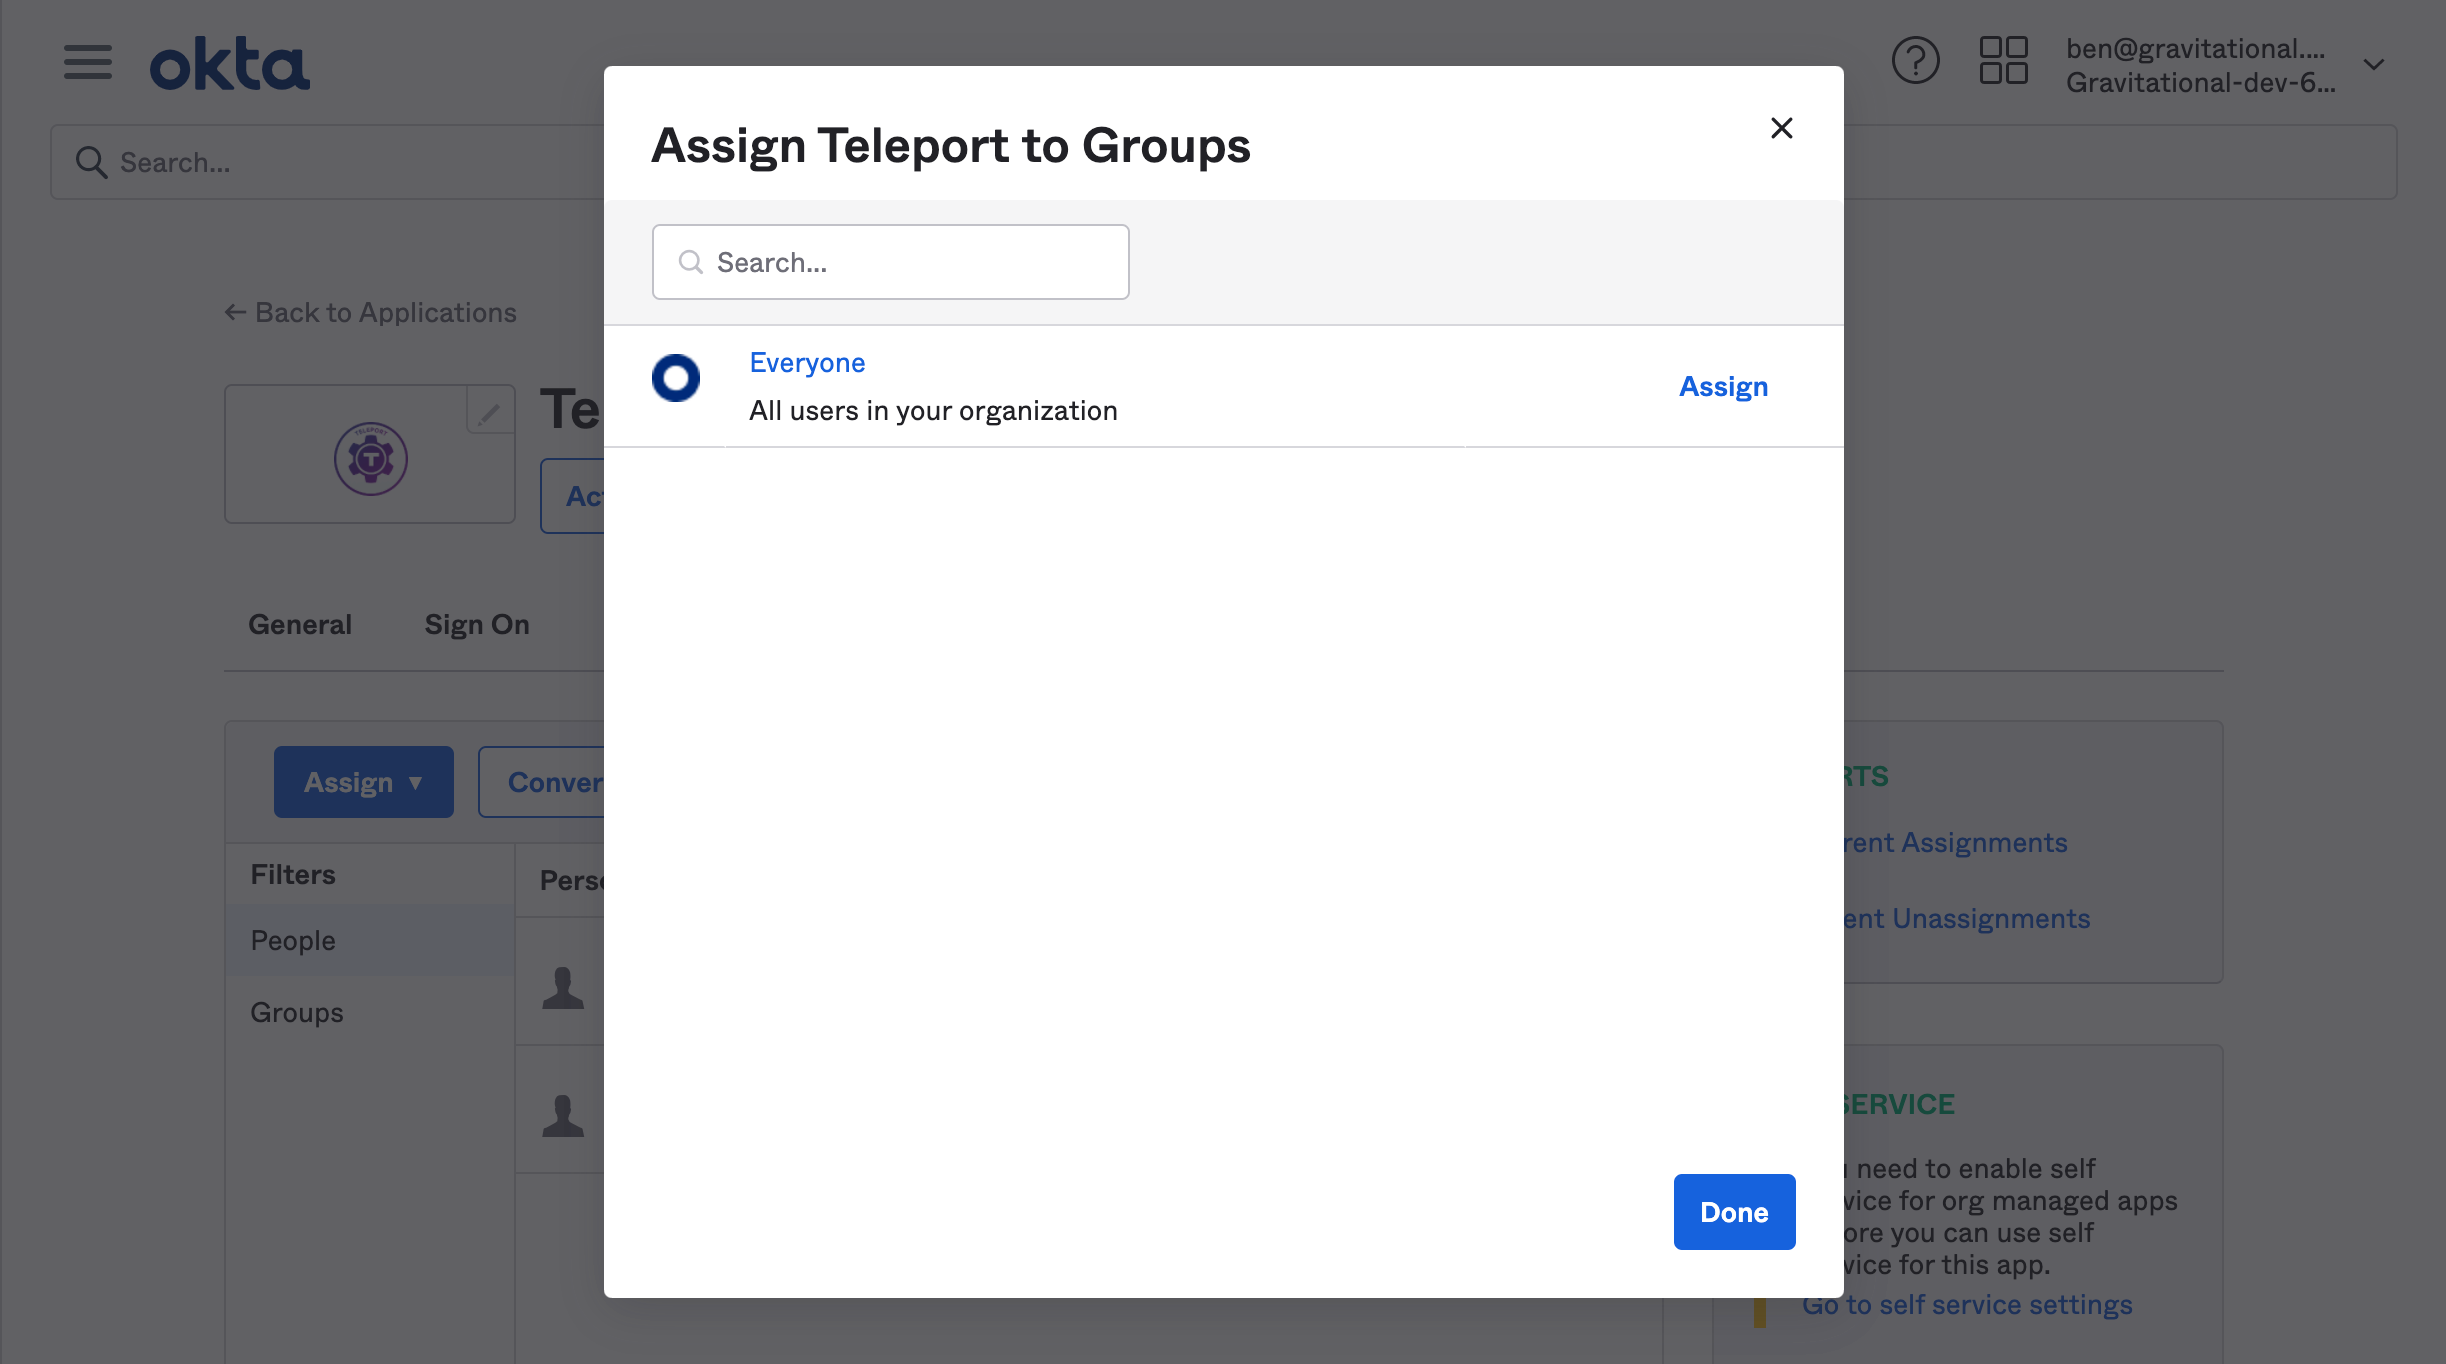 okta
ben@gravitational....
Gravitational-dev-6...
Search...
Assign Teleport to Groups
Search...
Everyone
All users in your organization
Assign
Done
← Back to Applications
TELEPORT
T
Te
Act
General
Sign On
Assign ▼
Conver
Filters
People
Groups
Perso
RTS
rent Assignments
ent Unassignments
SERVICE
u need to enable self
vice for org managed apps
ore you can use self
vice for this app.
Go to self service settings